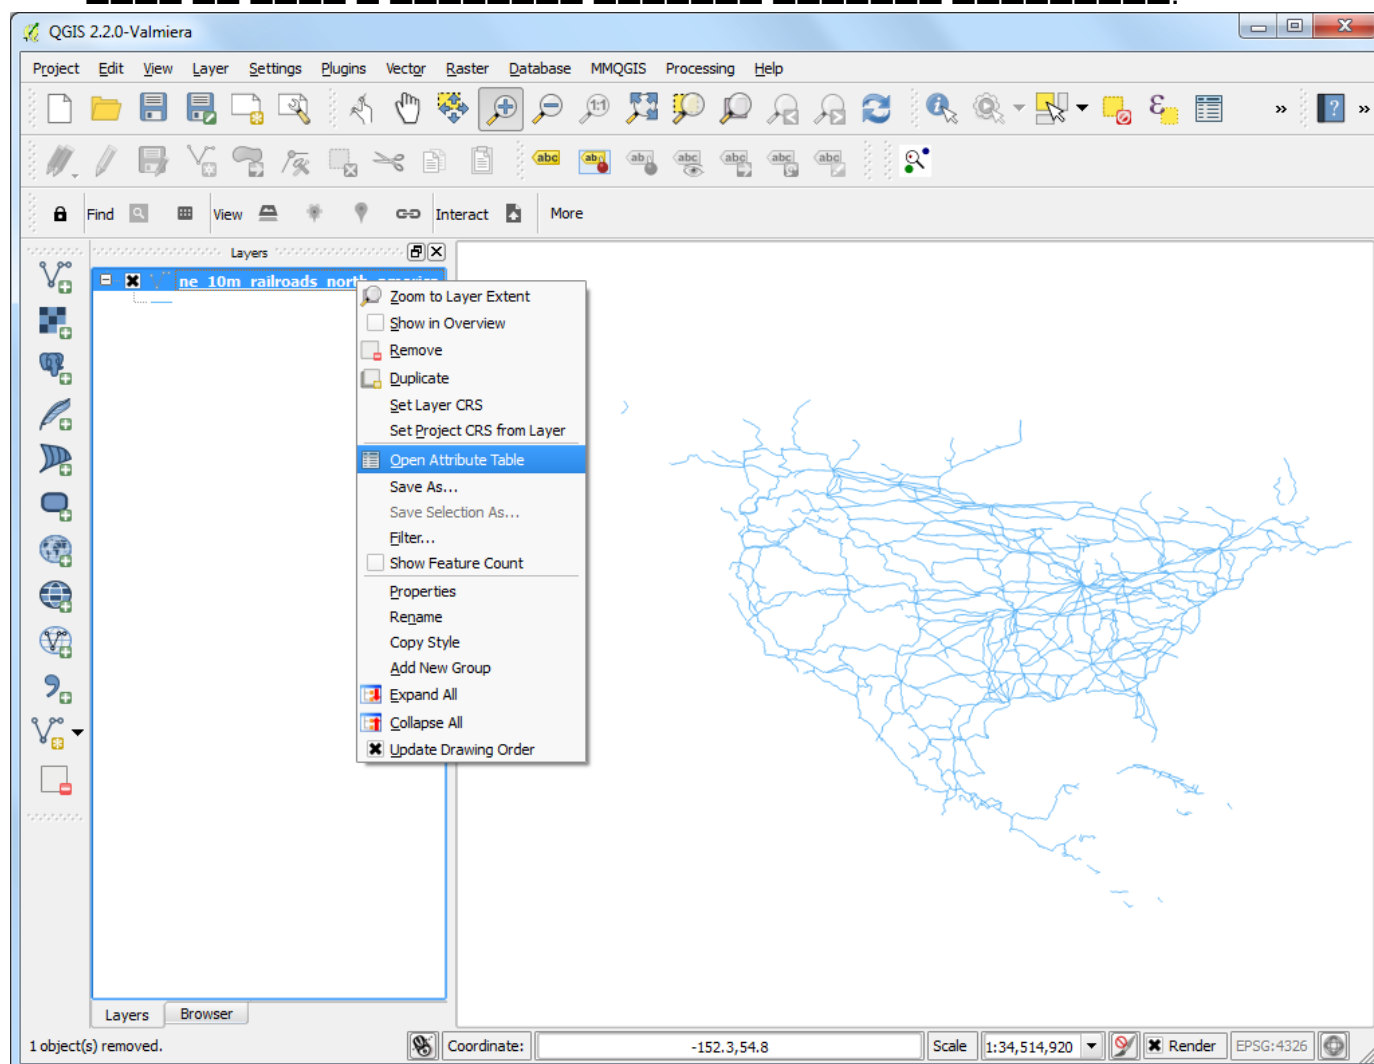 QGIS 2.2.0-Valmiera
Project Edit View Layer Settings Plugins Vector Raster Database MMQGIS Processing Help
Find View Interact More
Layers
ne_10m_railroads_north_america
Zoom to Layer Extent
Show in Overview
Remove
Duplicate
Set Layer CRS
Set Project CRS from Layer
Open Attribute Table
Save As...
Save Selection As...
Filter...
Show Feature Count
Properties
Rename
Copy Style
Add New Group
Expand All
Collapse All
Update Drawing Order
Layers Browser
1 object(s) removed. Coordinate: -152.3,54.8 Scale 1:34,514,920 Render EPSG:4326